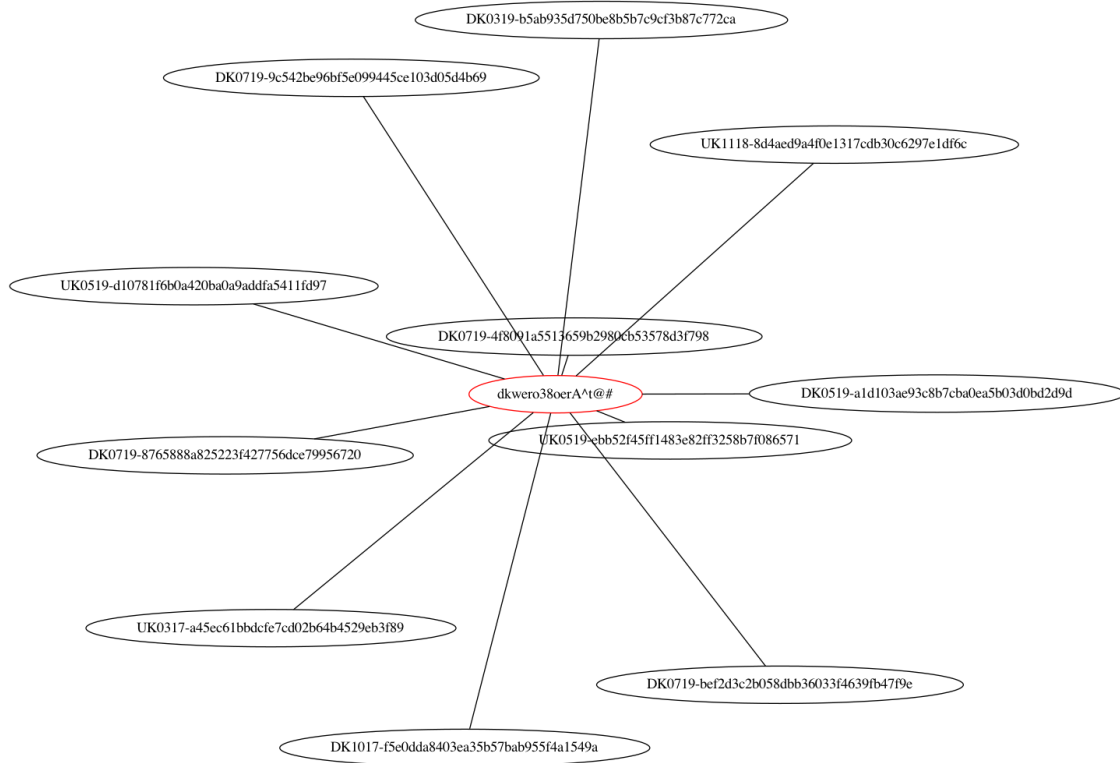 DK0319-b5ab935d750be8b5b7c9cf3b87c772ca
DK0719-9c542be96bf5e099445ce103d05d4b69
UK1118-8d4aed9a4f0e1317cdb30c6297e1df6c
UK0519-d10781f6b0a420ba0a9addfa5411fd97
DK0719-4f8091a5513659b2980cb53578d3f798
dkwero38oerA^t@#
DK0519-a1d103ae93c8b7cba0ea5b03d0bd2d9d
UK0519-ebb52f45ff1483e82ff3258b7f086571
DK0719-8765888a825223f427756dce79956720
UK0317-a45ec61bbdcfe7cd02b64b4529eb3f89
DK0719-bef2d3c2b058dbb36033f4639fb47f9e
DK1017-f5e0dda8403ea35b57bab955f4a1549a